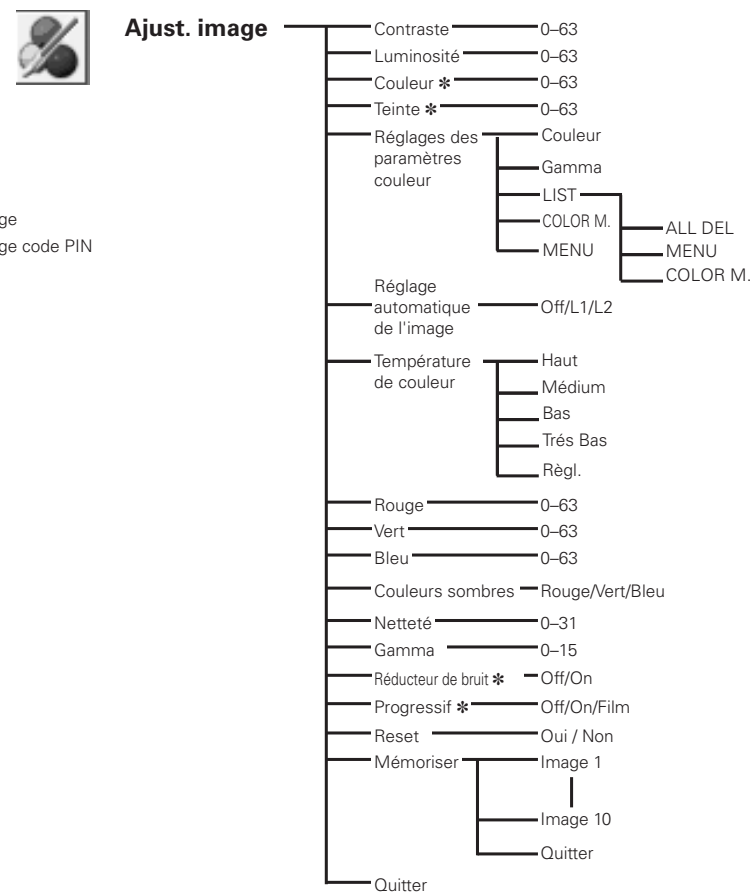 Ajust. image
Contraste 0–63
Luminosité 0–63
Couleur ✻ 0–63
Teinte ✻ 0–63
Réglages des
paramètres
couleur
Couleur
Gamma
LIST
COLOR M.
MENU
ALL DEL
MENU
COLOR M.
ge
ge code PIN
Réglage
automatique
de l'image
Off/L1/L2
Température
de couleur
Haut
Médium
Bas
Trés Bas
Règl.
Rouge 0–63
Vert 0–63
Bleu 0–63
Couleurs sombres Rouge/Vert/Bleu
Netteté 0–31
Gamma 0–15
Réducteur de bruit ✻ Off/On
Progressif ✻ Off/On/Film
Reset Oui / Non
Mémoriser Image 1
Image 10
Quitter
Quitter